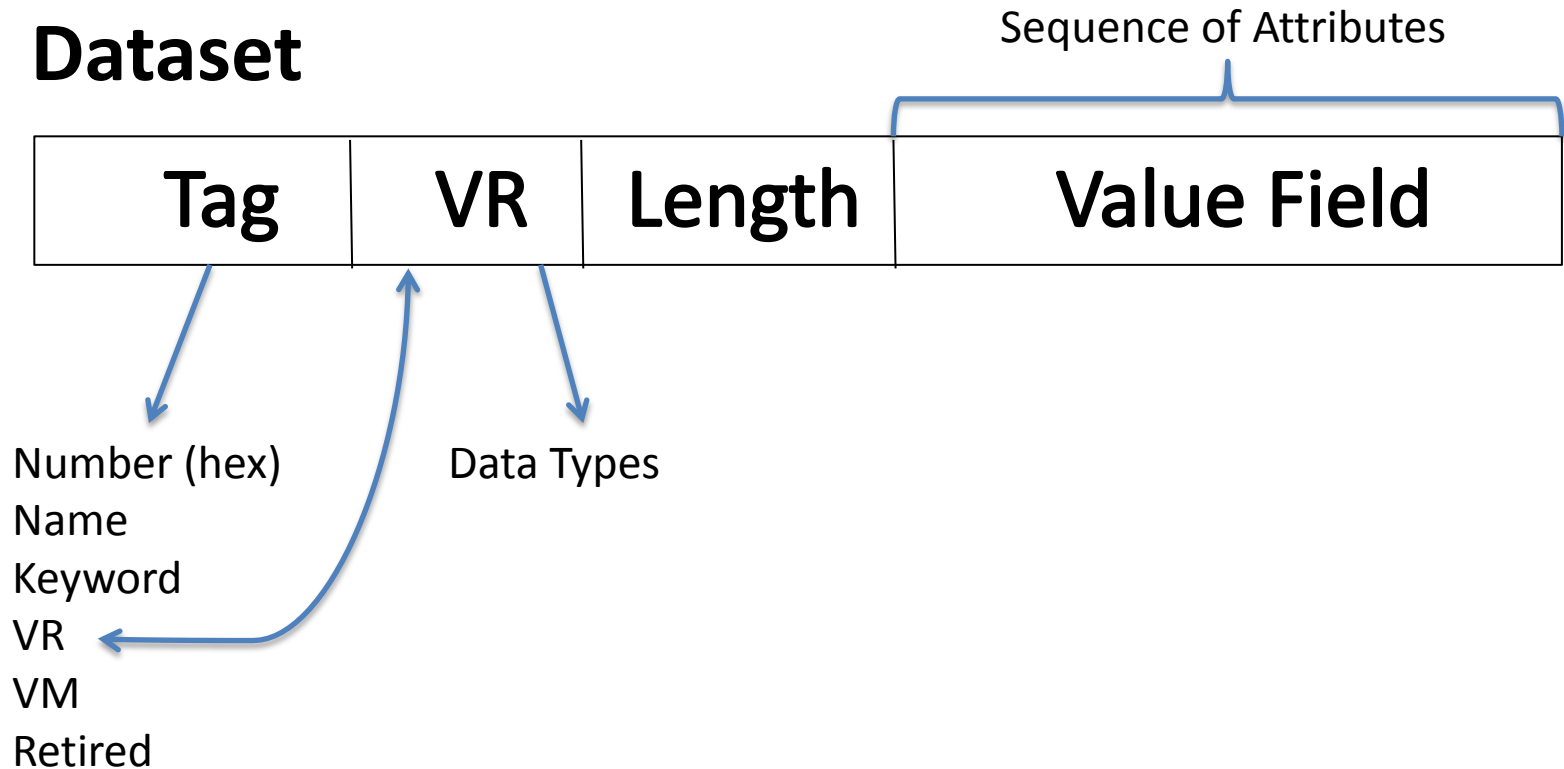 Dataset
Sequence of Attributes
Tag VR Length Value Field
Number (hex) Data Types
Name
Keyword
VR
VM
Retired